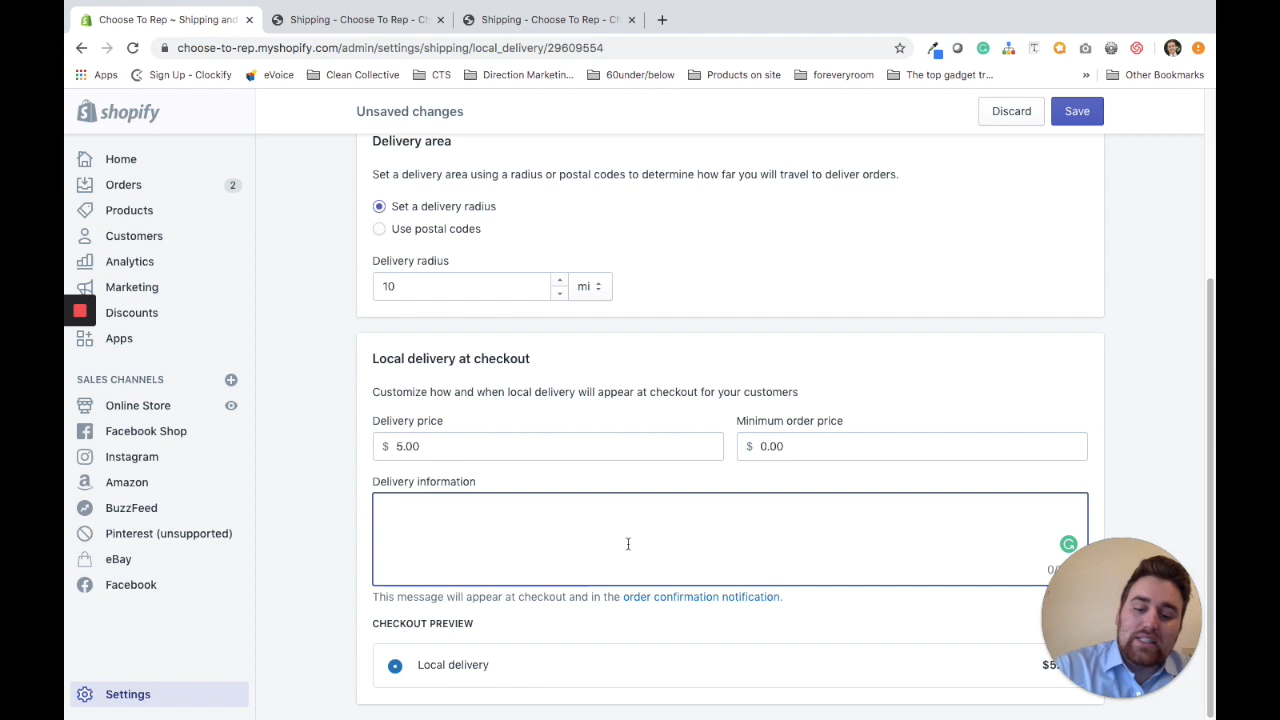 Choose To Rep ~ Shipping and
Shipping - Choose To Rep - Ch
Shipping - Choose To Rep - Ch
choose-to-rep.myshopify.com/admin/settings/shipping/local_delivery/29609554
Apps
Sign Up - Clockify
eVoice
Clean Collective
CTS
Direction Marketin...
60under/below
Products on site
foreveryroom
The top gadget tr...
»
Other Bookmarks
shopify
Unsaved changes
Discard
Save
Home
Orders
2
Products
Customers
Analytics
Marketing
Discounts
Apps
SALES CHANNELS
Online Store
Facebook Shop
Instagram
Amazon
BuzzFeed
Pinterest (unsupported)
eBay
Facebook
Settings
Delivery area
Set a delivery area using a radius or postal codes to determine how far you will travel to deliver orders.
Set a delivery radius
Use postal codes
Delivery radius
10
mi
Local delivery at checkout
Customize how and when local delivery will appear at checkout for your customers
Delivery price
Minimum order price
$ 5.00
$ 0.00
Delivery information
0/
This message will appear at checkout and in the order confirmation notification.
CHECKOUT PREVIEW
Local delivery